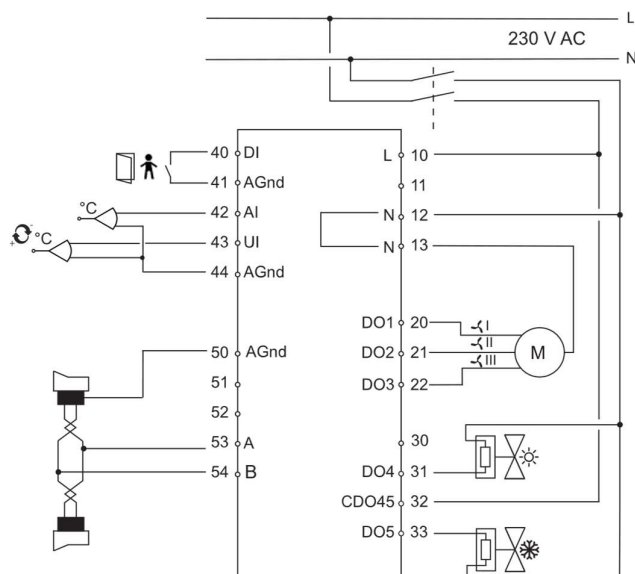 L
230 V AC
N
40 DI
L 10
41 AGnd
11
°C
42 AI
N 12
°C
+ -
43 UI
N 13
44 AGnd
DO1 20
I
50 AGnd
DO2 21
II
M
51
DO3 22
III
52
53 A
30
54 B
DO4 31
CDO45 32
DO5 33